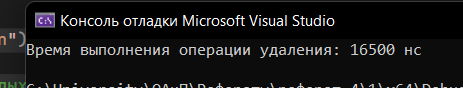 Консоль отладки Microsoft Visual Studio
n")
Время выполнения операции удаления: 16500 нс